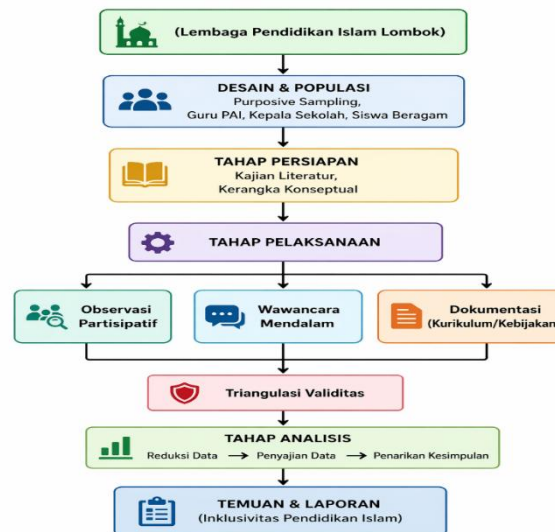 (Lembaga Pendidikan Islam Lombok)
DESAIN & POPULASI
Purposive Sampling,
Guru PAI, Kepala Sekolah, Siswa Beragam
TAHAP PERSIAPAN
Kajian Literatur,
Kerangka Konseptual
TAHAP PELAKSANAAN
Observasi
Partisipatif
Wawancara
Mendalam
Dokumentasi
(Kurikulum/Kebijakan
Triangulasi Validitas
TAHAP ANALISIS
Reduksi Data → Penyajian Data → Penarikan Kesimpulan
TEMUAN & LAPORAN
(Inklusivitas Pendidikan Islam)